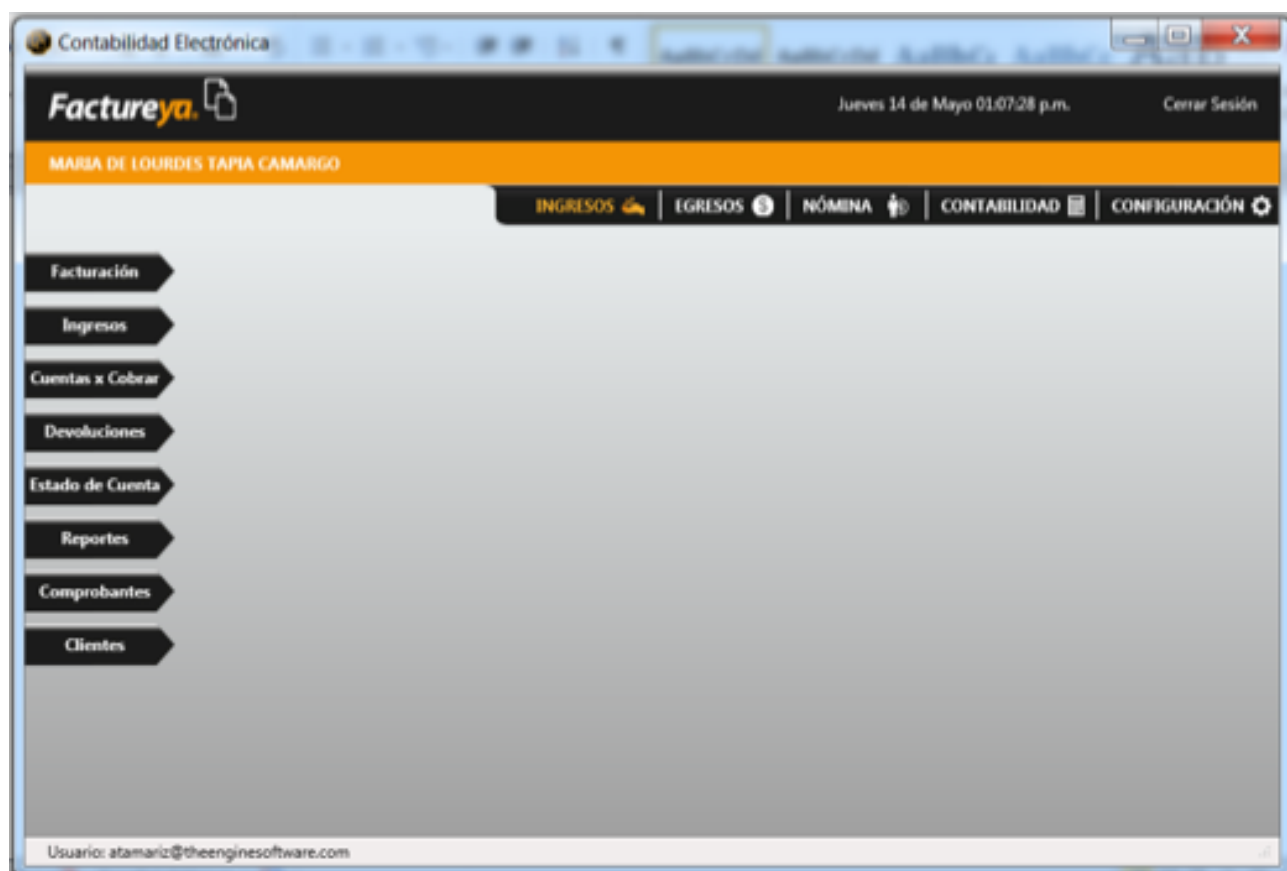 Contabilidad Electrónica
Factureya.
Jueves 14 de Mayo 01:07:28 p.m.
Cerrar Sesión
MARIA DE LOURDES TAPIA CAMARGO
INGRESOS EGRESOS NÓMINA CONTABILIDAD CONFIGURACIÓN
Facturación
Ingresos
Cuentas x Cobrar
Devoluciones
Estado de Cuenta
Reportes
Comprobantes
Clientes
Usuario: atamariz@theenginesoftware.com